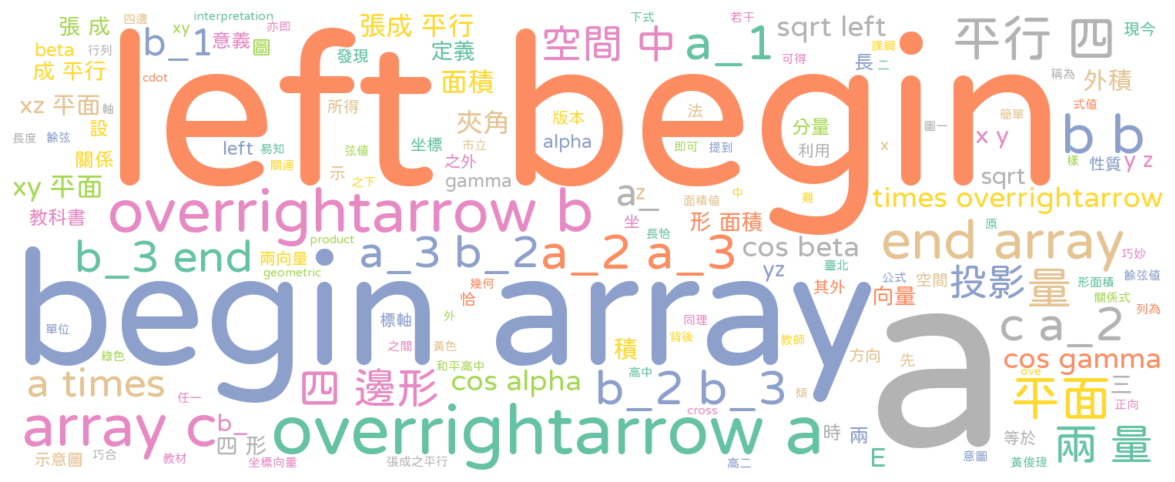 張 成
b_1
xy
四邊
interpretation
亦即
意義
圖
張成 平行
下式
若干
空間 中
a_1
sqrt left
課綱
平行 四
現今
beta
行列
成 平行
cdot
發現
定義
可得
長
二
稱為
外積
left begin
面積
xz 平面
軸
所得
夾角
版本
法
分量
式值
簡單
圖一
x y
b b
設
長度
餘弦
left
易知
弦值
坐標
市立
alpha
即可
提到
利用
x
性質
y z
關係
關連
示
之下
之外
gamma
sqrt
樣
xy 平面
a_
z
面積值
中
難
times overrightarrow
教科書
overrightarrow b
坐
形 面積
原
長恰
b_3 end
兩向量
product
geometric
a_3 b_2
a_2 a_3
cos beta
end array
巧妙
yz
臺北
公式
餘弦值
幾何
恰
其外
向量
空間
投影
量
形面積
關係式
列為
begin array
a
單位
標軸
外
同理
c a_2
綠色
之間
黃色
積
背後
教師
方向
先
cos gamma
和平高中
高中
ove
a times
四 邊形
cos alpha
b_2 b_3
傾
平面
三
正向
任一
array c
b_
cross
overrightarrow a
四 形
時
兩
等於
兩 量
示意圖
巧合
教材
坐標向量
張成之平行
高二
E
意圖
黃俊瑋